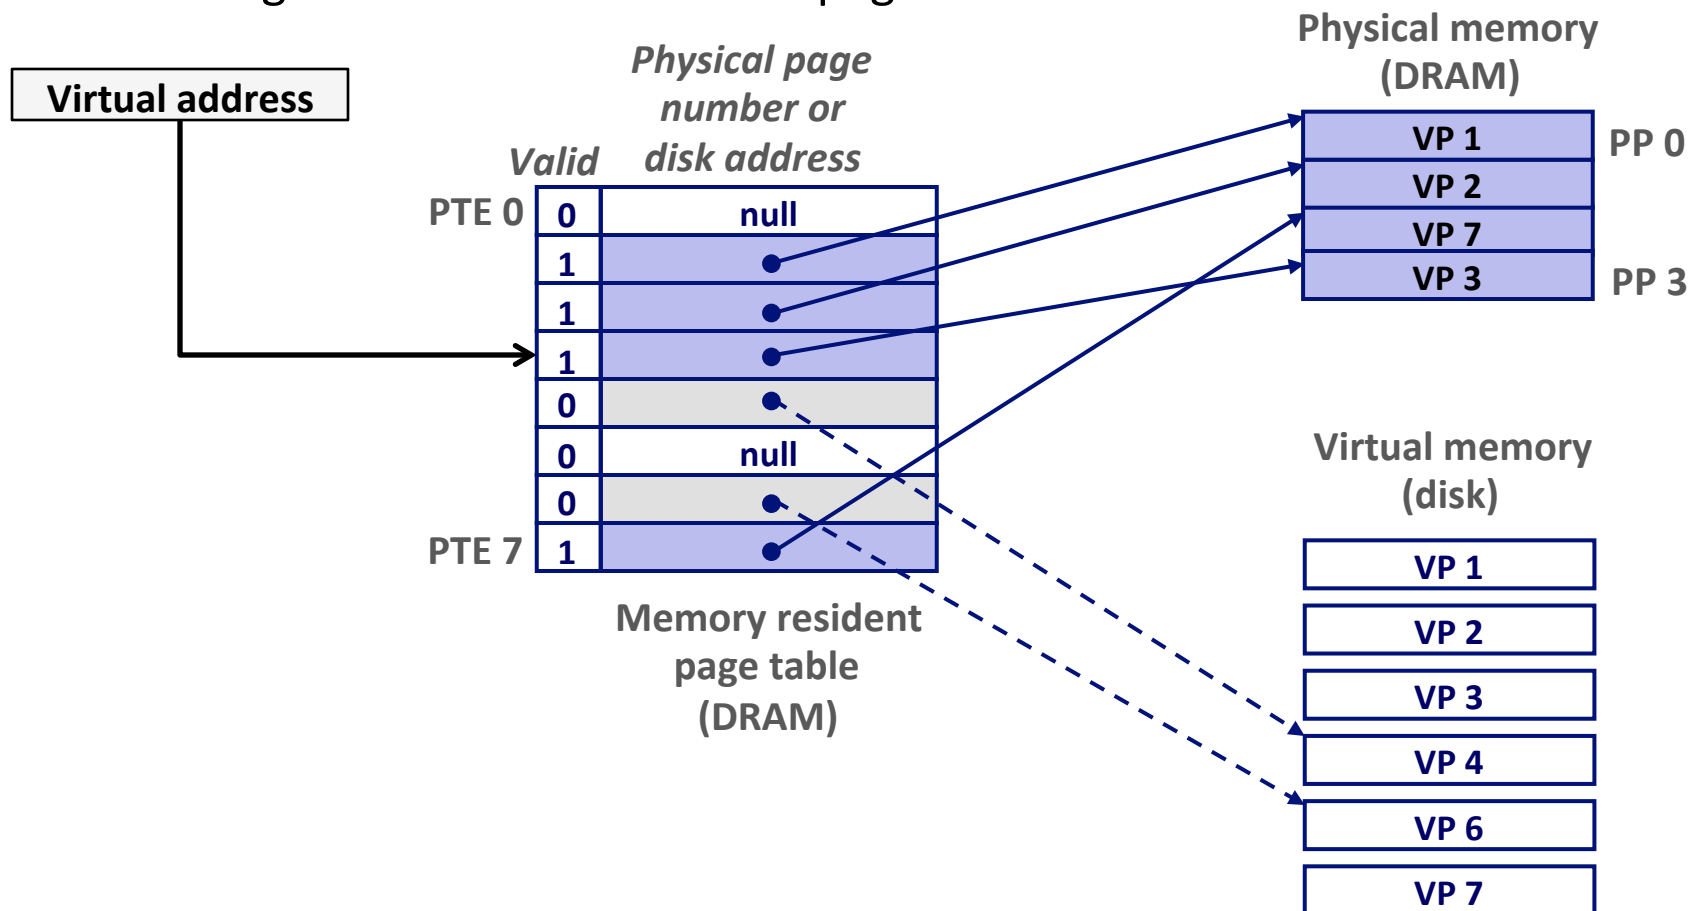 Physical memory
(DRAM)
Virtual address
Physical page
number or
disk address
Valid
PTE 0
0
null
1
1
1
0
0
null
0
PTE 7
1
Memory resident
page table
(DRAM)
VP 1
PP 0
VP 2
VP 7
VP 3
PP 3
Virtual memory
(disk)
VP 1
VP 2
VP 3
VP 4
VP 6
VP 7